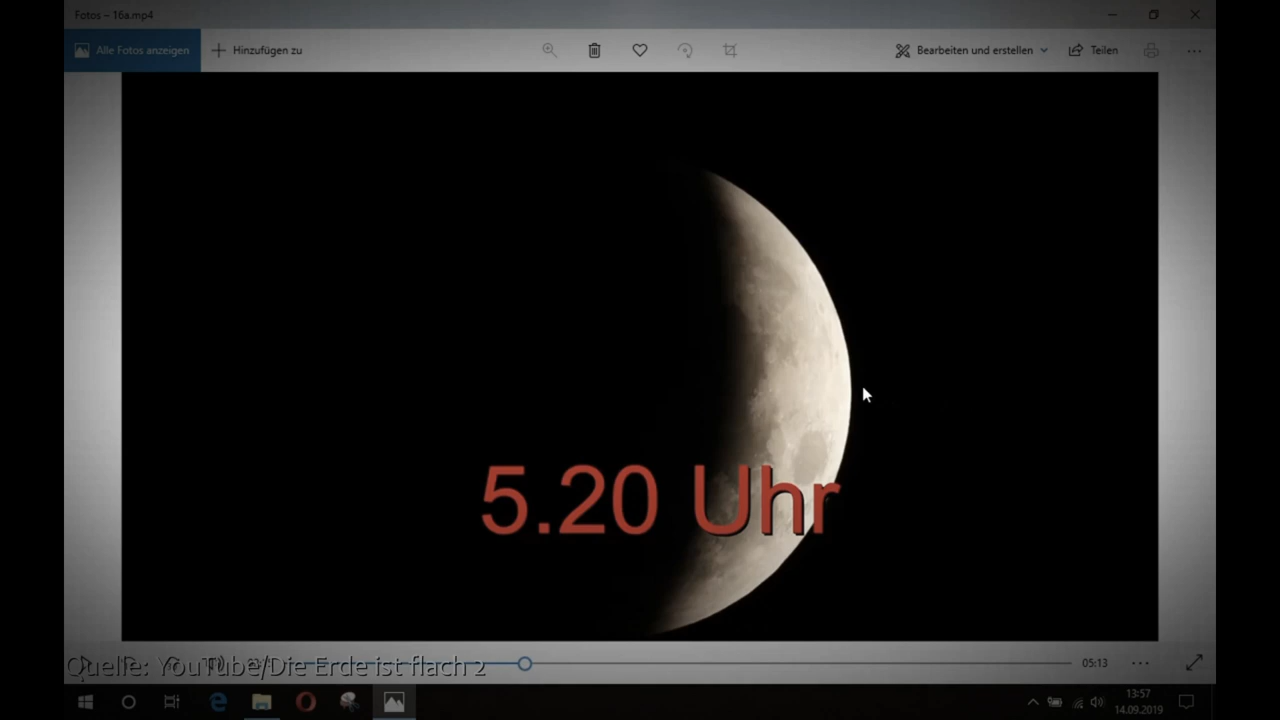 Fotos – 16a.mp4
Alle Fotos anzeigen
Hinzufügen zu
Bearbeiten und erstellen
Teilen
5.20 Uhr
Quelle: YouTube/Die Erde ist flach 2
05:13
13:57
14.09.2019